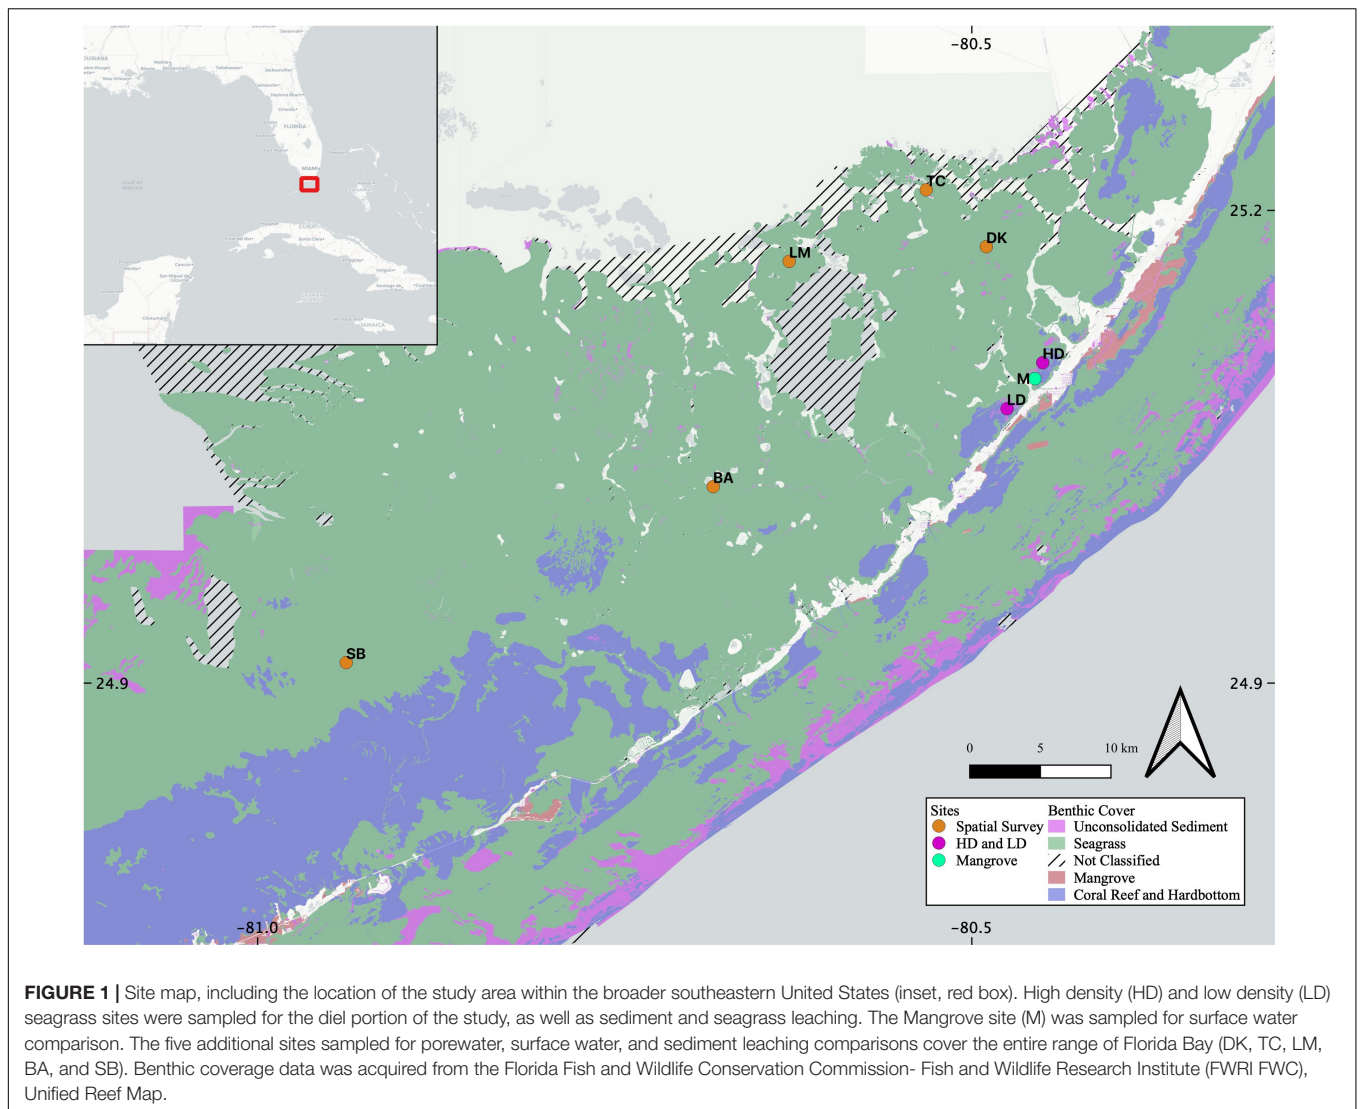 -80.5
FLORIDA
MIAMI
CUBA
JAMAICA
TC
25.2
DK
LM
HD
M
LD
BA
SB
24.9
24.9
0 5 10 km
Sites
Spatial Survey
HD and LD
Mangrove
Benthic Cover
Unconsolidated Sediment
Seagrass
Not Classified
Mangrove
Coral Reef and Hardbottom
-81.0
-80.5
FIGURE 1 | Site map, including the location of the study area within the broader southeastern United States (inset, red box). High density (HD) and low density (LD)
seagrass sites were sampled for the diel portion of the study, as well as sediment and seagrass leaching. The Mangrove site (M) was sampled for surface water
comparison. The five additional sites sampled for porewater, surface water, and sediment leaching comparisons cover the entire range of Florida Bay (DK, TC, LM,
BA, and SB). Benthic coverage data was acquired from the Florida Fish and Wildlife Conservation Commission- Fish and Wildlife Research Institute (FWRI FWC),
Unified Reef Map.